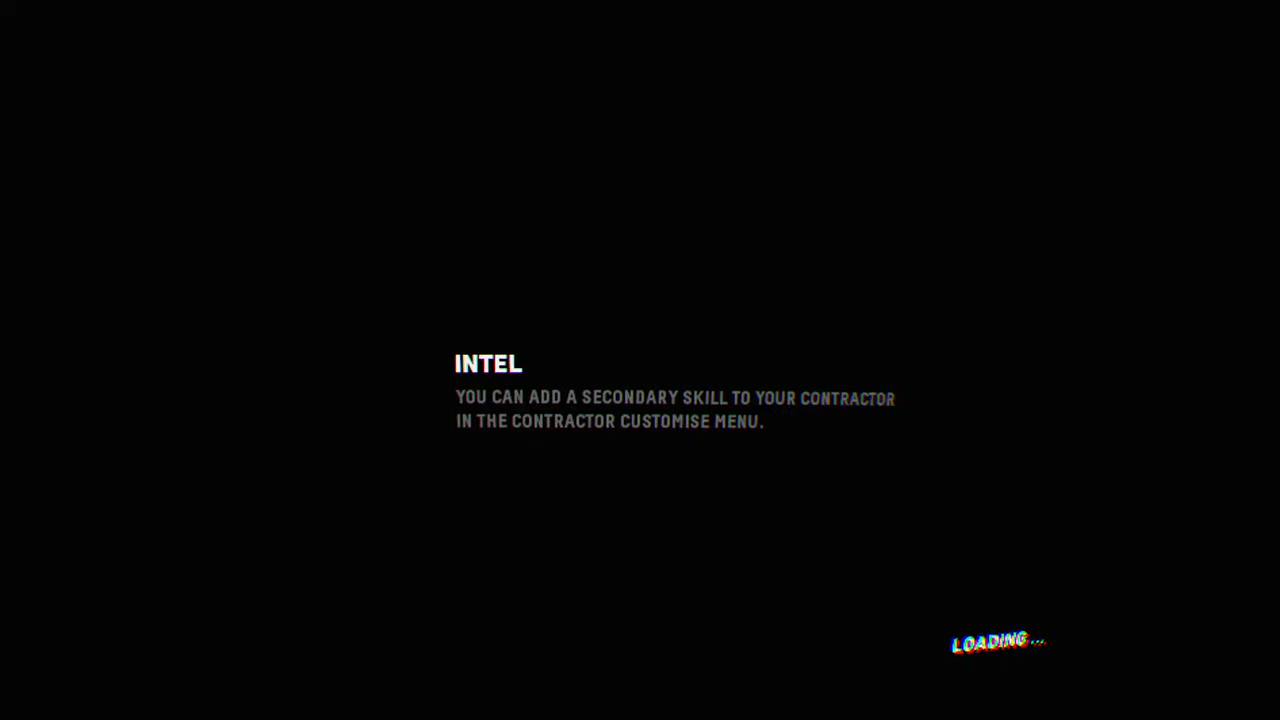 INTEL
YOU CAN ADD A SECONDARY SKILL TO YOUR CONTRACTOR
IN THE CONTRACTOR CUSTOMISE MENU.
LOADING...